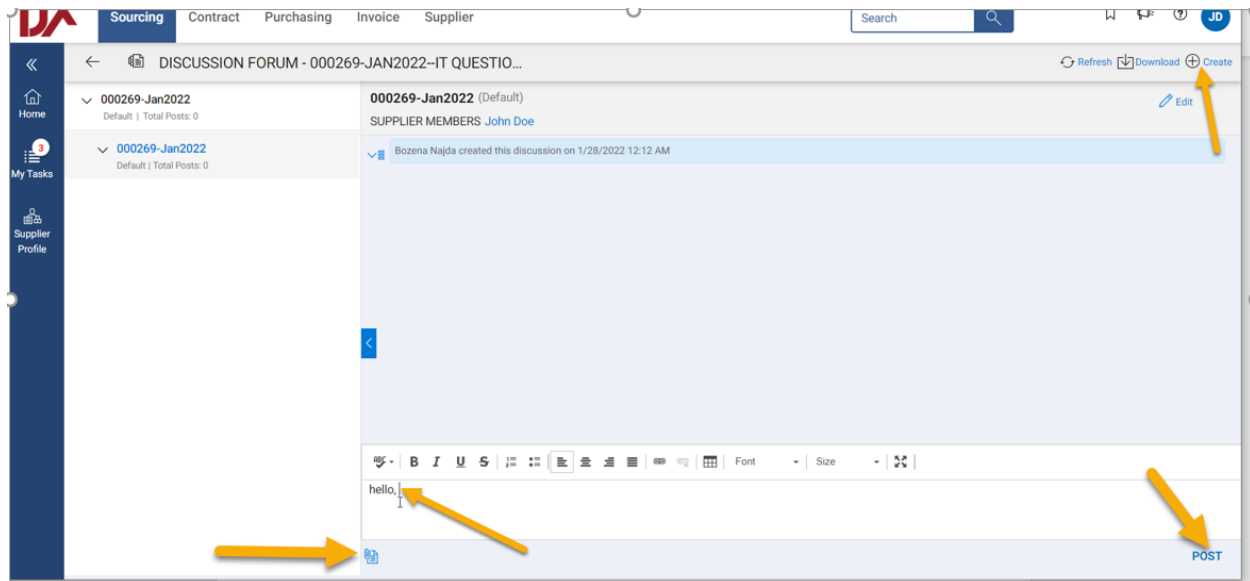 Sourcing Contract Purchasing Invoice Supplier Search JD
DISCUSSION FORUM - 000269-JAN2022--IT QUESTIO... Refresh Download Create
Home
3
My Tasks
Supplier
Profile
000269-Jan2022
Default | Total Posts: 0
000269-Jan2022
Default | Total Posts: 0
000269-Jan2022 (Default) Edit
SUPPLIER MEMBERS John Doe
Bozena Najda created this discussion on 1/28/2022 12:12 AM
ABC B I U S Font Size
hello,
POST